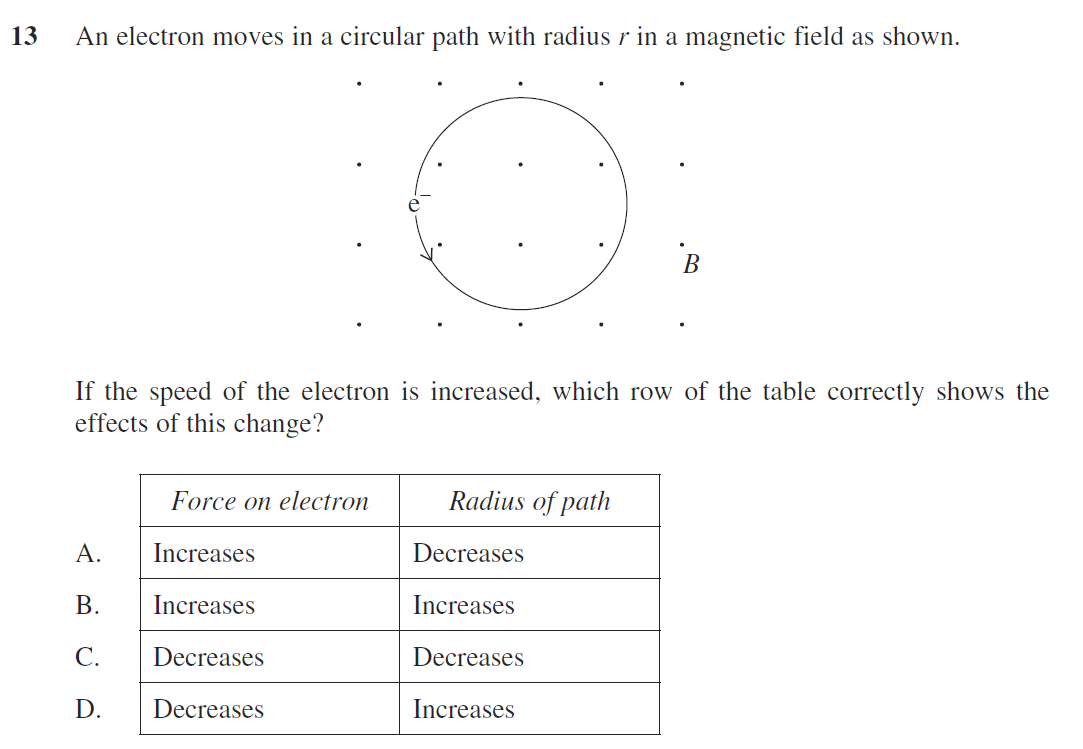 13 An electron moves in a circular path with radius r in a magnetic field as shown.
e⁻
B
If the speed of the electron is increased, which row of the table correctly shows the
effects of this change?
Force on electron Radius of path
A. Increases Decreases
B. Increases Increases
C. Decreases Decreases
D. Decreases Increases